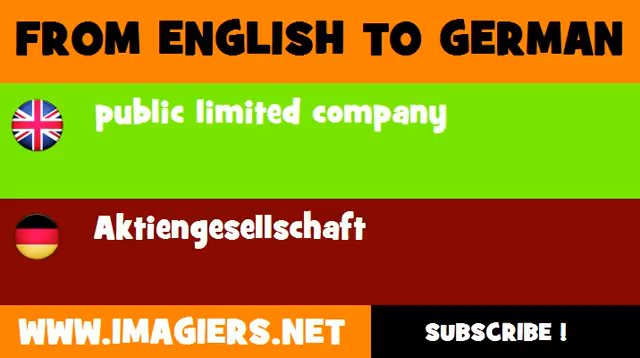 FROM ENGLISH TO GERMAN
public limited company
Aktiengesellschaft
WWW.IMAGIERS.NET
SUBSCRIBE !